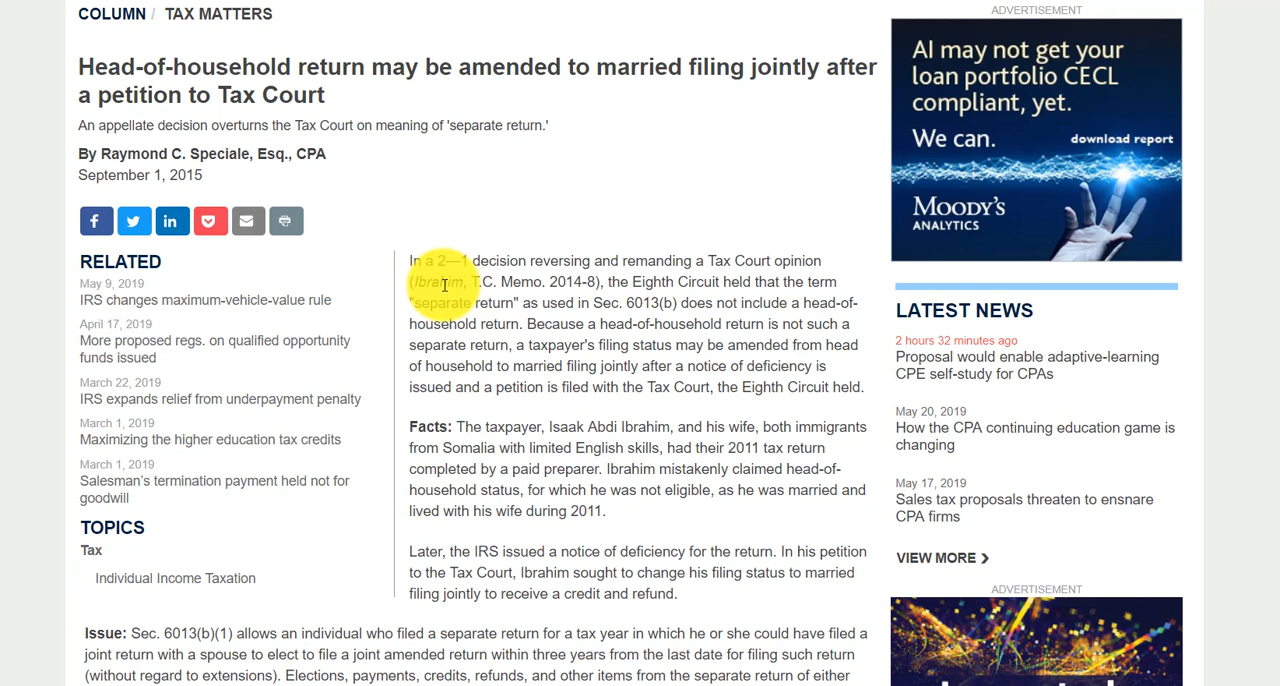 COLUMN / TAX MATTERS
Head-of-household return may be amended to married filing jointly after
a petition to Tax Court
An appellate decision overturns the Tax Court on meaning of 'separate return.'
By Raymond C. Speciale, Esq., CPA
September 1, 2015
RELATED
May 9, 2019
IRS changes maximum-vehicle-value rule
April 17, 2019
More proposed regs. on qualified opportunity
funds issued
March 22, 2019
IRS expands relief from underpayment penalty
March 1, 2019
Maximizing the higher education tax credits
March 1, 2019
Salesman's termination payment held not for
goodwill
TOPICS
Tax
Individual Income Taxation
In a 2—1 decision reversing and remanding a Tax Court opinion
(Ibrahim, T.C. Memo. 2014-8), the Eighth Circuit held that the term
"separate return" as used in Sec. 6013(b) does not include a head-of-
household return. Because a head-of-household return is not such a
separate return, a taxpayer's filing status may be amended from head
of household to married filing jointly after a notice of deficiency is
issued and a petition is filed with the Tax Court, the Eighth Circuit held.
Facts: The taxpayer, Isaak Abdi Ibrahim, and his wife, both immigrants
from Somalia with limited English skills, had their 2011 tax return
completed by a paid preparer. Ibrahim mistakenly claimed head-of-
household status, for which he was not eligible, as he was married and
lived with his wife during 2011.
Later, the IRS issued a notice of deficiency for the return. In his petition
to the Tax Court, Ibrahim sought to change his filing status to married
filing jointly to receive a credit and refund.
Issue: Sec. 6013(b)(1) allows an individual who filed a separate return for a tax year in which he or she could have filed a
joint return with a spouse to elect to file a joint amended return within three years from the last date for filing such return
(without regard to extensions). Elections, payments, credits, refunds, and other items from the separate return of either
ADVERTISEMENT
AI may not get your
loan portfolio CECL
compliant, yet.
We can.
download report
MOODY'S
ANALYTICS
LATEST NEWS
2 hours 32 minutes ago
Proposal would enable adaptive-learning
CPE self-study for CPAs
May 20, 2019
How the CPA continuing education game is
changing
May 17, 2019
Sales tax proposals threaten to ensnare
CPA firms
VIEW MORE ❯
ADVERTISEMENT